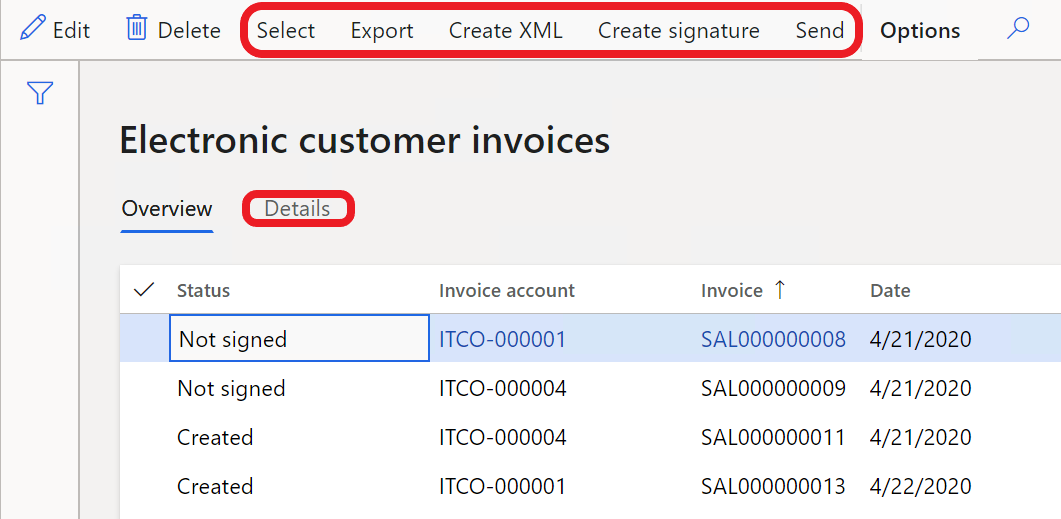 Edit Delete Select Export Create XML Create signature Send Options
Electronic customer invoices
Overview Details
Status Invoice account Invoice Date
Not signed ITCO-000001 SAL000000008 4/21/2020
Not signed ITCO-000004 SAL000000009 4/21/2020
Created ITCO-000004 SAL000000011 4/21/2020
Created ITCO-000001 SAL000000013 4/22/2020